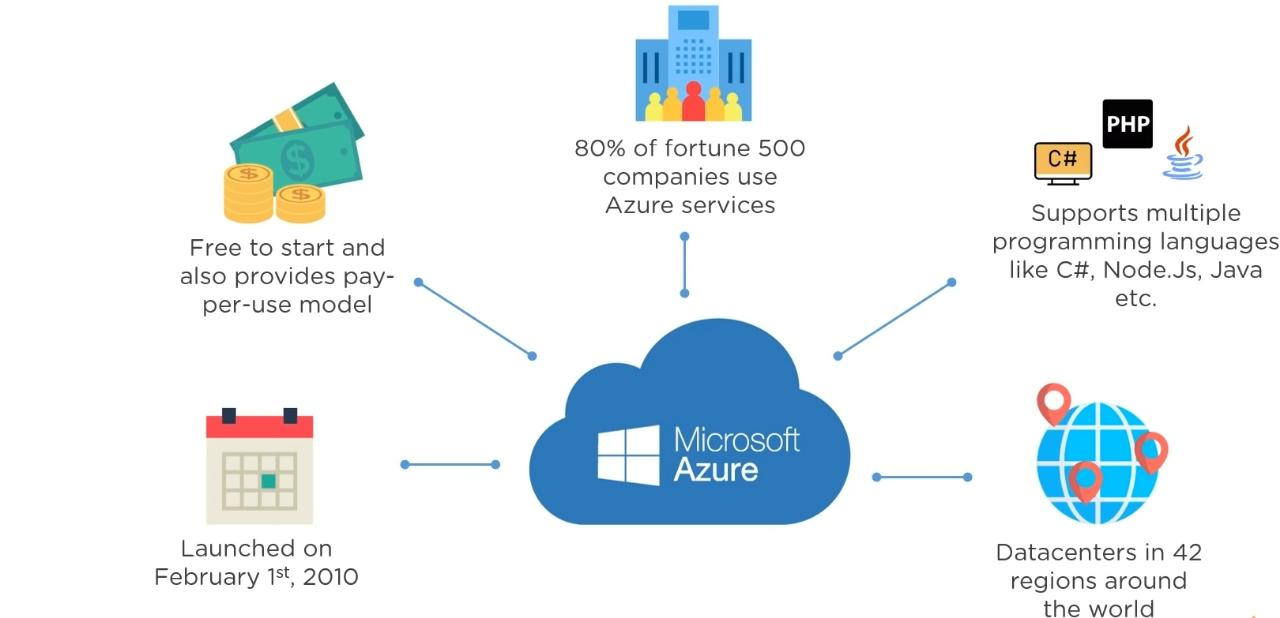 80% of fortune 500
companies use
Azure services
Free to start and
also provides pay-
per-use model
C#
PHP
Supports multiple
programming languages
like C#, Node.Js, Java
etc.
Microsoft
Azure
Launched on
February 1st, 2010
Datacenters in 42
regions around
the world